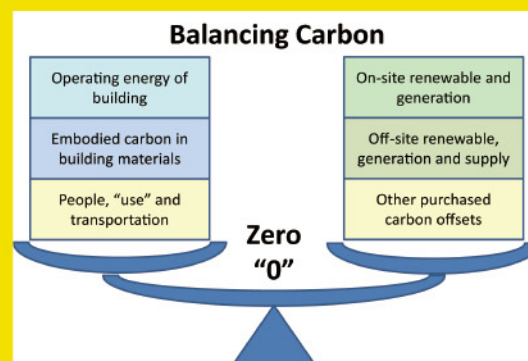 Balancing Carbon
Operating energy of
building
Embodied carbon in
building materials
People, “use” and
transportation
On-site renewable and
generation
Off-site renewable,
generation and supply
Other purchased
carbon offsets
Zero
“0”